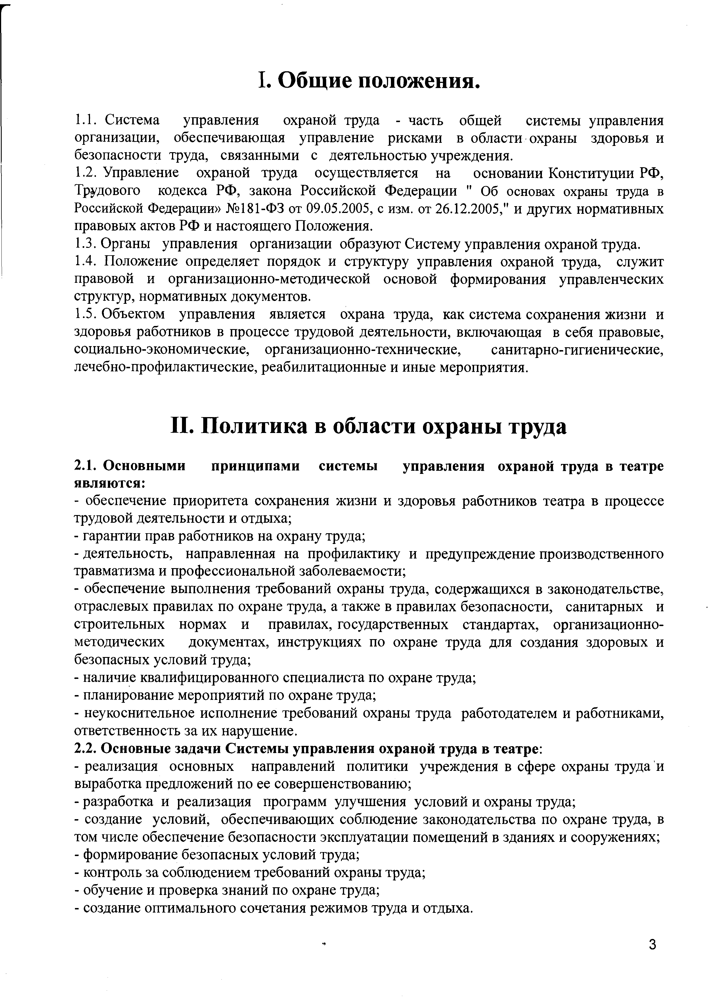 I. Общие положения.
1.1. Система управления охраной труда - часть общей системы управления
организации, обеспечивающая управление рисками в области охраны здоровья и
безопасности труда, связанными с деятельностью учреждения.
1.2. Управление охраной труда осуществляется на основании Конституции РФ,
Трудового кодекса РФ, закона Российской Федерации " Об основах охраны труда в
Российской Федерации» №181-ФЗ от 09.05.2005, с изм. от 26.12.2005," и других нормативных
правовых актов РФ и настоящего Положения.
1.3. Органы управления организации образуют Систему управления охраной труда.
1.4. Положение определяет порядок и структуру управления охраной труда, служит
правовой и организационно-методической основой формирования управленческих
структур, нормативных документов.
1.5. Объектом управления является охрана труда, как система сохранения жизни и
здоровья работников в процессе трудовой деятельности, включающая в себя правовые,
социально-экономические, организационно-технические, санитарно-гигиенические,
лечебно-профилактические, реабилитационные и иные мероприятия.
II. Политика в области охраны труда
2.1. Основными принципами системы управления охраной труда в театре
являются:
- обеспечение приоритета сохранения жизни и здоровья работников театра в процессе
трудовой деятельности и отдыха;
- гарантии прав работников на охрану труда;
- деятельность, направленная на профилактику и предупреждение производственного
травматизма и профессиональной заболеваемости;
- обеспечение выполнения требований охраны труда, содержащихся в законодательстве,
отраслевых правилах по охране труда, а также в правилах безопасности, санитарных и
строительных нормах и правилах, государственных стандартах, организационно-
методических документах, инструкциях по охране труда для создания здоровых и
безопасных условий труда;
- наличие квалифицированного специалиста по охране труда;
- планирование мероприятий по охране труда;
- неукоснительное исполнение требований охраны труда работодателем и работниками,
ответственность за их нарушение.
2.2. Основные задачи Системы управления охраной труда в театре:
- реализация основных направлений политики учреждения в сфере охраны труда и
выработка предложений по ее совершенствованию;
- разработка и реализация программ улучшения условий и охраны труда;
- создание условий, обеспечивающих соблюдение законодательства по охране труда, в
том числе обеспечение безопасности эксплуатации помещений в зданиях и сооружениях;
- формирование безопасных условий труда;
- контроль за соблюдением требований охраны труда;
- обучение и проверка знаний по охране труда;
- создание оптимального сочетания режимов труда и отдыха.
3